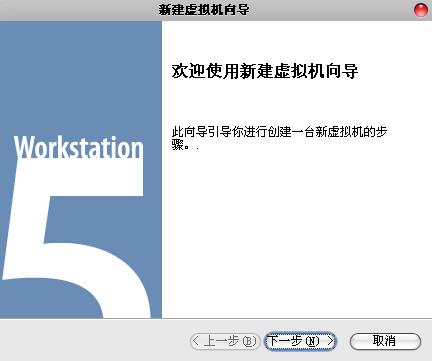 新建虚拟机向导
欢迎使用新建虚拟机向导
此向导引导你进行创建一台新虚拟机的步
骤。.
Workstation
5
< 上一步(B) 下一步(N) > 取消